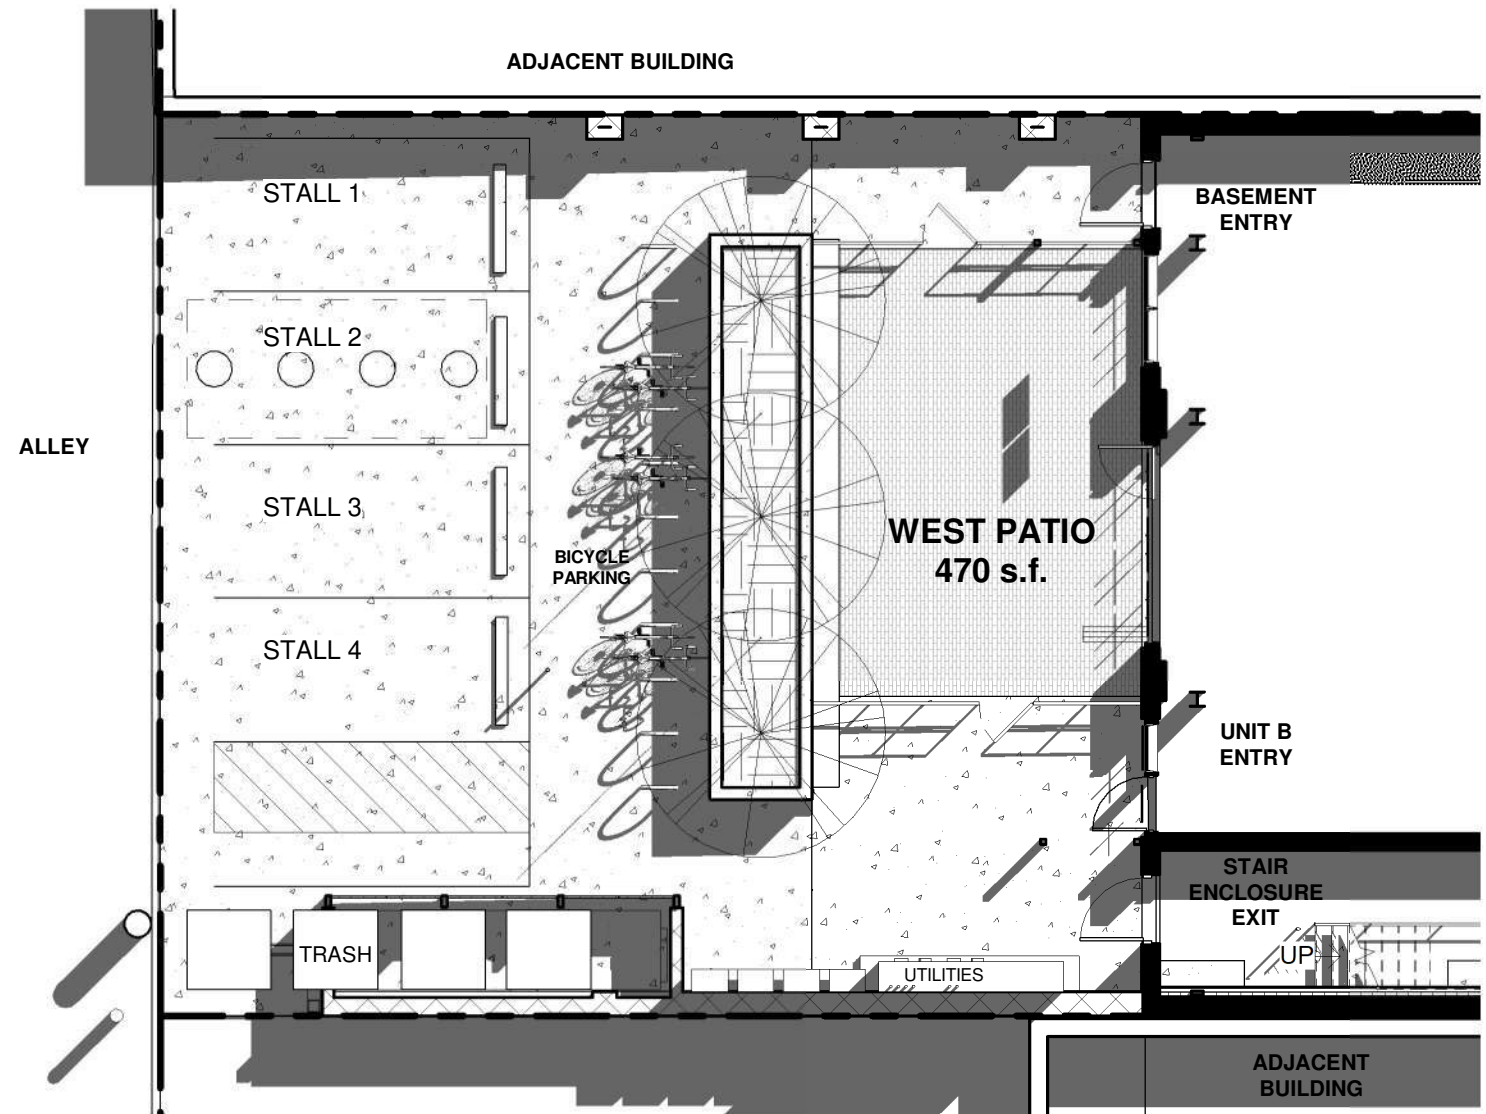 ADJACENT BUILDING
STALL 1
BASEMENT
ENTRY
STALL 2
ALLEY
STALL 3
WEST PATIO
470 s.f.
BICYCLE
PARKING
STALL 4
UNIT B
ENTRY
STAIR
ENCLOSURE
EXIT
TRASH
UTILITIES
UP
ADJACENT
BUILDING